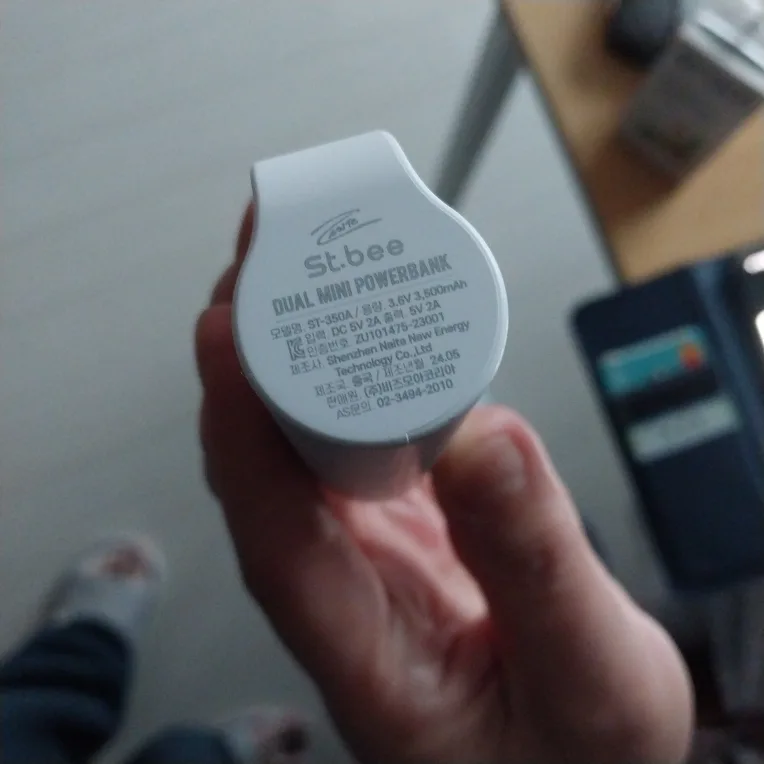 St.bee
DUAL MINI POWERBANK
모델명. ST-350A / 용량. 3.6V 3,500mAh
입력. DC 5V 2A 출력. 5V 2A
인증번호. ZU101475-23001
제조사. Shenzhen Naite New Energy
Technology Co.,Ltd
제조국. 중국 / 제조년월. 24.05
판매원. (주)비즈모아코리아
AS문의. 02-3494-2010